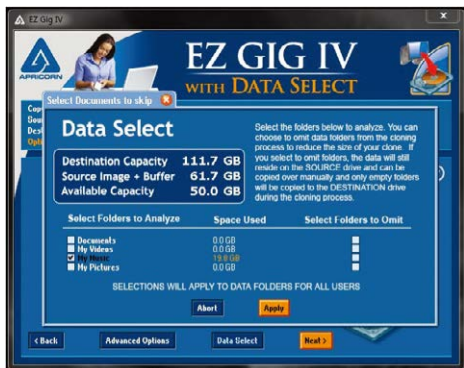 EZ Gig IV
x
APRICORN
EZ GIG IV
WITH DATA SELECT
Select Documents to skip
Data Select
Select the folders below to analyze. You can
choose to omit data folders from the cloning
process to reduce the size of your clone. If
you select to omit folders, the data will still
reside on the SOURCE drive and can be
copied over manually and only empty folders
will be copied to the DESTINATION drive
during the cloning process.
Destination Capacity 111.7 GB
Source Image + Buffer 61.7 GB
Available Capacity 50.0 GB
Select Folders to Analyze Space Used Select Folders to Omit
Documents 0.0 GB
My Videos 0.0 GB
My Music 19.8 GB
My Pictures 0.0 GB
SELECTIONS WILL APPLY TO DATA FOLDERS FOR ALL USERS
Abort Apply
< Back Advanced Options Data Select Next >